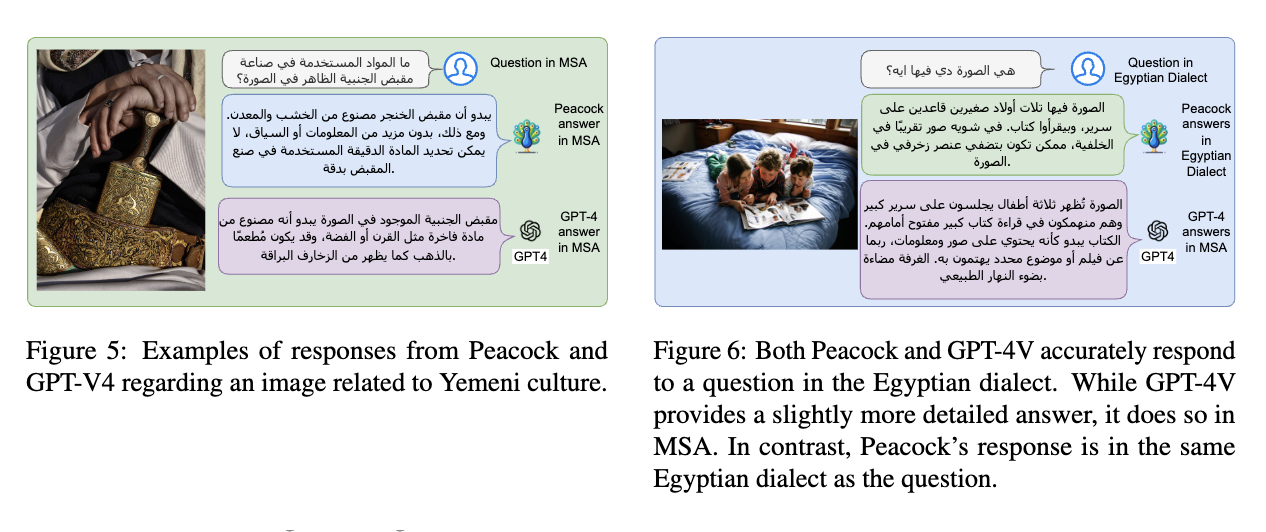 ما المواد المستخدمة في صناعة
مقبض الجنبية الظاهر في الصورة؟
Question in MSA
يبدو أن مقبض الخنجر مصنوع من الخشب والمعدن.
ومع ذلك، بدون مزيد من المعلومات أو السياق، لا
يمكن تحديد المادة الدقيقة المستخدمة في صنع
المقبض بدقة.
Peacock
answer
in MSA
مقبض الجنبية الموجود في الصورة يبدو أنه مصنوع من
مادة فاخرة مثل القرن أو الفضة، وقد يكون مُطعمًا
بالذهب كما يظهر من الزخارف البراقة.
GPT-4
answer
in MSA
GPT4
Figure 5: Examples of responses from Peacock and
GPT-V4 regarding an image related to Yemeni culture.
هي الصورة دي فيها ايه؟
Question in
Egyptian Dialect
الصورة فيها تلات أولاد صغيرين قاعدين على
سرير، وبيقرأوا كتاب. في شويه صور تقريبًا في
الخلفية، ممكن تكون بتضفي عنصر زخرفي في
الصورة.
Peacock
answers
in
Egyptian
Dialect
الصورة تُظهر ثلاثة أطفال يجلسون على سرير كبير
وهم منهمكون في قراءة كتاب كبير مفتوح أمامهم.
الكتاب يبدو كأنه يحتوي على صور ومعلومات، ربما
عن فيلم أو موضوع محدد يهتمون به. الغرفة مضاءة
بضوء النهار الطبيعي.
GPT-4
answers
in MSA
GPT4
Figure 6: Both Peacock and GPT-4V accurately respond
to a question in the Egyptian dialect. While GPT-4V
provides a slightly more detailed answer, it does so in
MSA. In contrast, Peacock's response is in the same
Egyptian dialect as the question.